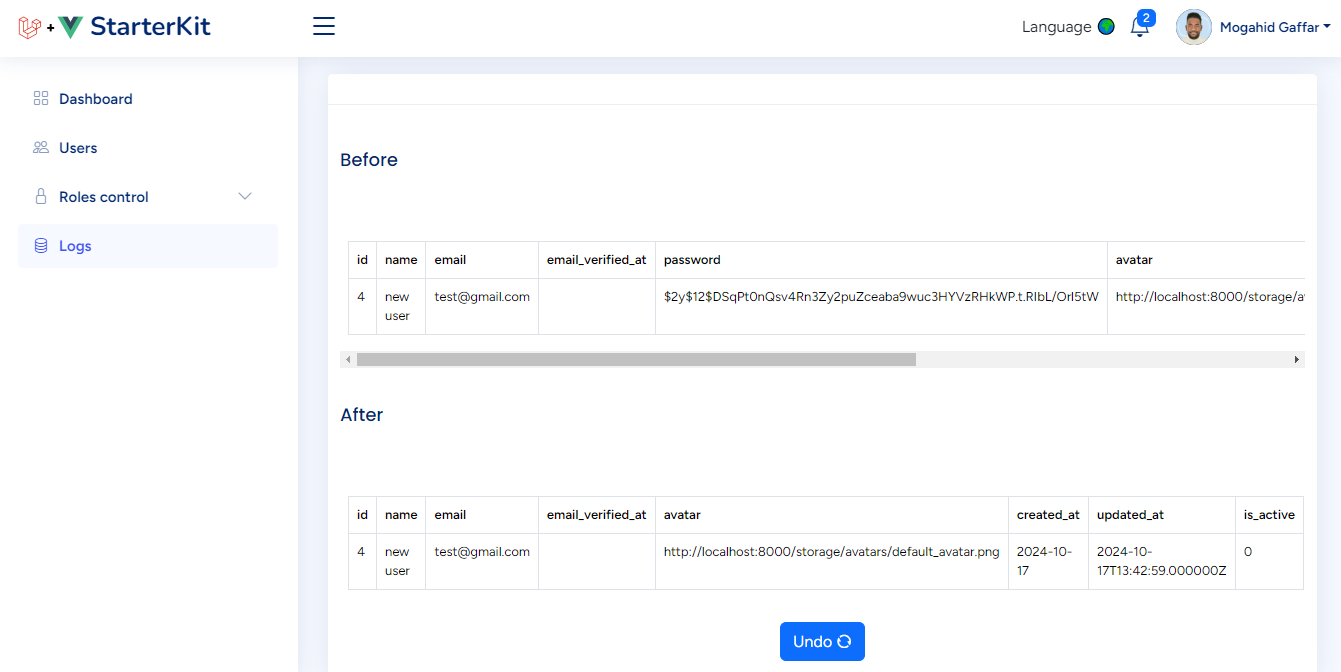 + StarterKit
Language
2
Mogahid Gaffar
Dashboard
Users
Roles control
Logs
Before
id name email email_verified_at password avatar
4 new test@gmail.com $2y$12$DSqPt0nQsv4Rn3Zy2puZceaba9wuc3HYVzRHkWP.t.RIbL/OrI5tW http://localhost:8000/storage/a
user
After
id name email email_verified_at avatar created_at updated_at is_active
4 new test@gmail.com http://localhost:8000/storage/avatars/default_avatar.png 2024-10- 2024-10- 0
user 17 17T13:42:59.000000Z
Undo